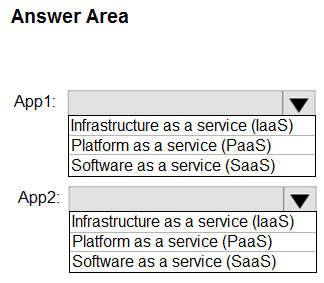 Answer Area
App1:
Infrastructure as a service (IaaS)
Platform as a service (PaaS)
Software as a service (SaaS)
App2:
Infrastructure as a service (IaaS)
Platform as a service (PaaS)
Software as a service (SaaS)